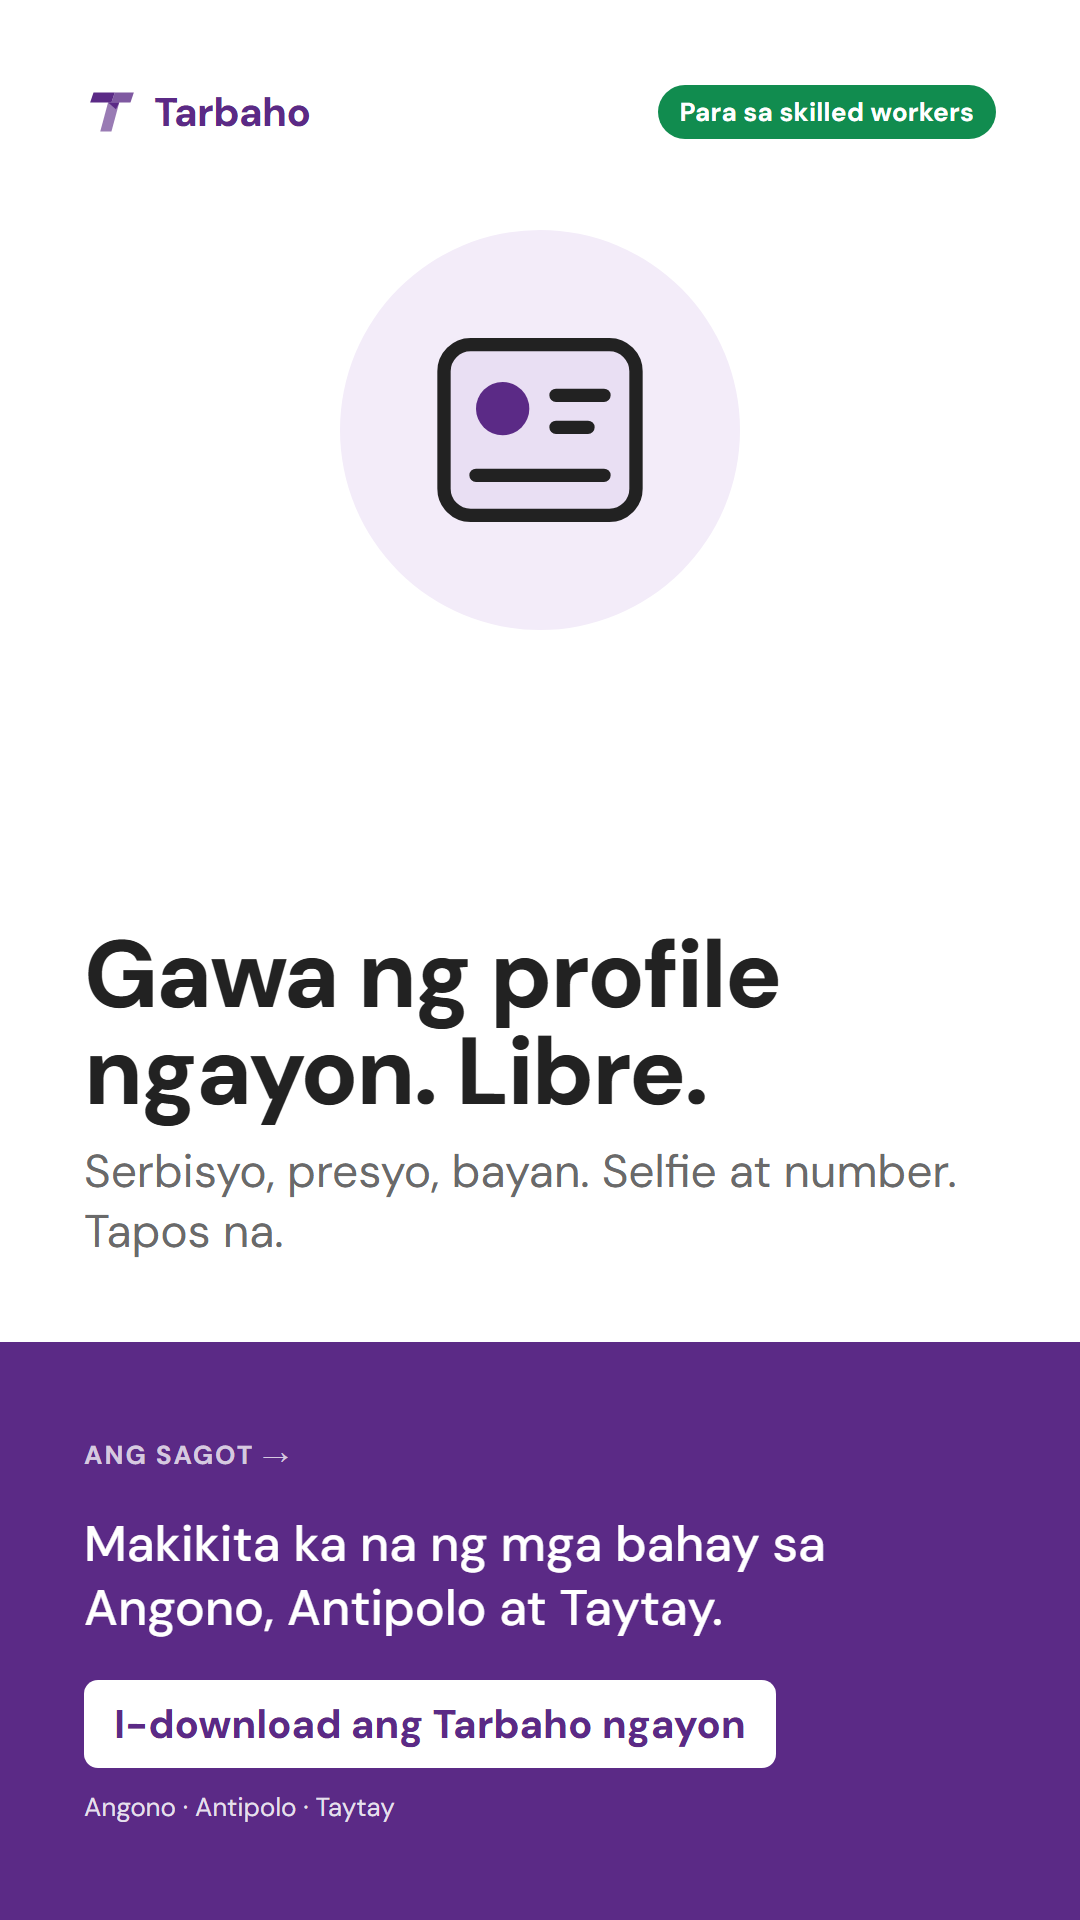 Tarbaho
Para sa skilled workers
Gawa ng profile
ngayon. Libre.
Serbisyo, presyo, bayan. Selfie at number.
Tapos na.
ANG SAGOT →
Makikita ka na ng mga bahay sa
Angono, Antipolo at Taytay.
I-download ang Tarbaho ngayon
Angono · Antipolo · Taytay